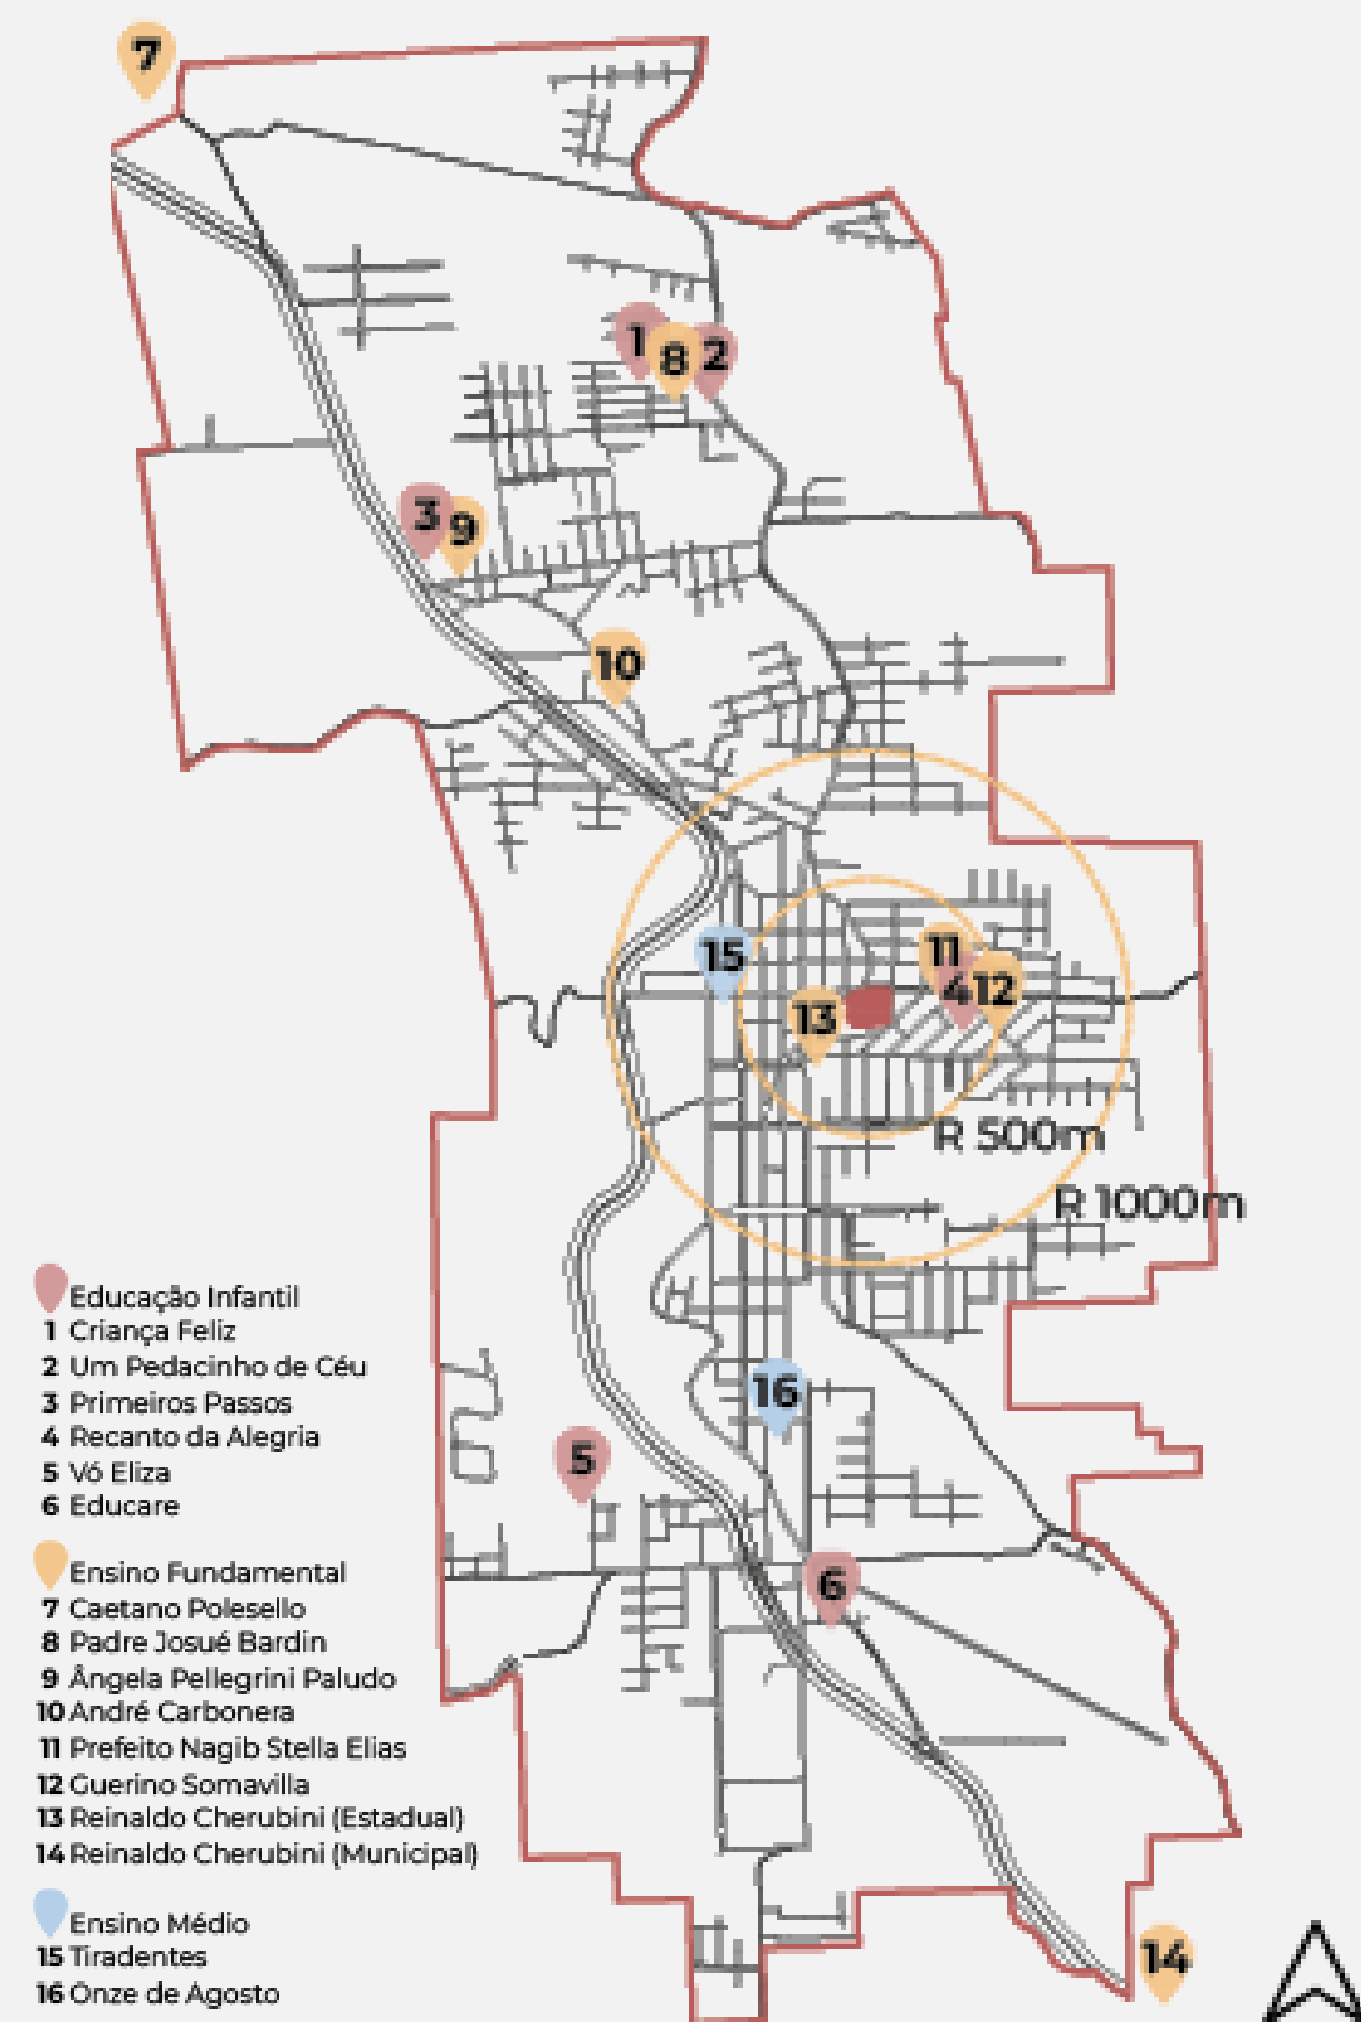 7
1
8
2
3
9
10
15
11
4
12
13
R 500m
R 1000m
16
5
6
14
Educação Infantil
1 Criança Feliz
2 Um Pedacinho de Céu
3 Primeiros Passos
4 Recanto da Alegria
5 Vó Eliza
6 Educare
Ensino Fundamental
7 Caetano Polesello
8 Padre Josué Bardin
9 Ângela Pellegrini Paludo
10 André Carbonera
11 Prefeito Nagib Stella Elias
12 Guerino Somavilla
13 Reinaldo Cherubini (Estadual)
14 Reinaldo Cherubini (Municipal)
Ensino Médio
15 Tiradentes
16 Onze de Agosto